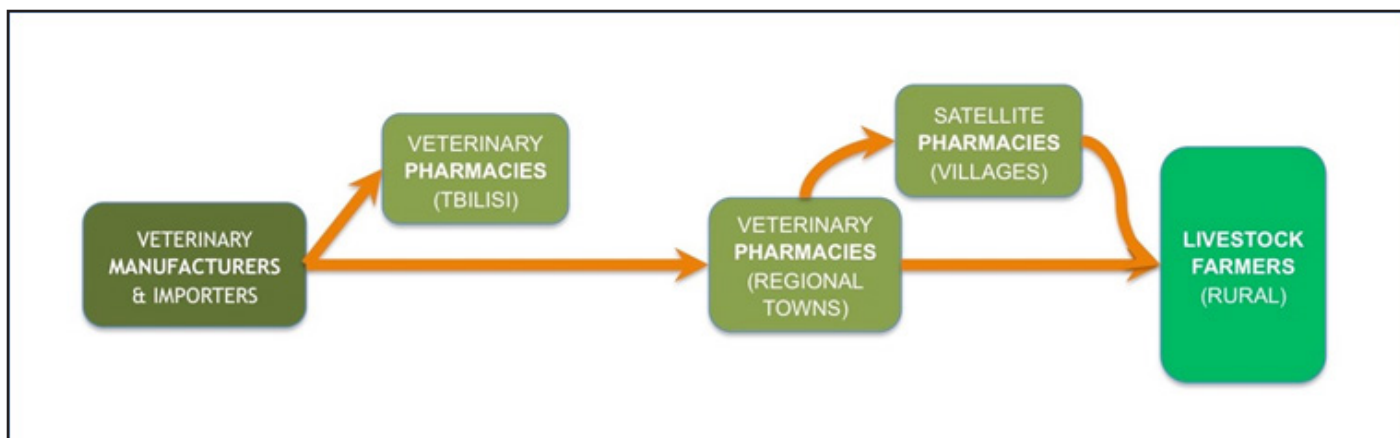 VETERINARY
MANUFACTURERS
& IMPORTERS
VETERINARY
PHARMACIES
(TBILISI)
VETERINARY
PHARMACIES
(REGIONAL
TOWNS)
SATELLITE
PHARMACIES
(VILLAGES)
LIVESTOCK
FARMERS
(RURAL)